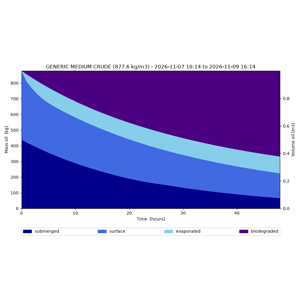 GENERIC MEDIUM CRUDE (877.6 kg/m3) - 2026-11-07 16:14 to 2026-11-09 16:14
800
700
600
500
400
300
200
100
0
Mass oil [kg]
0.8
0.6
0.4
0.2
0.0
Volume oil [m3]
0 10 20 30 40
Time [hours]
submerged surface evaporated biodegraded